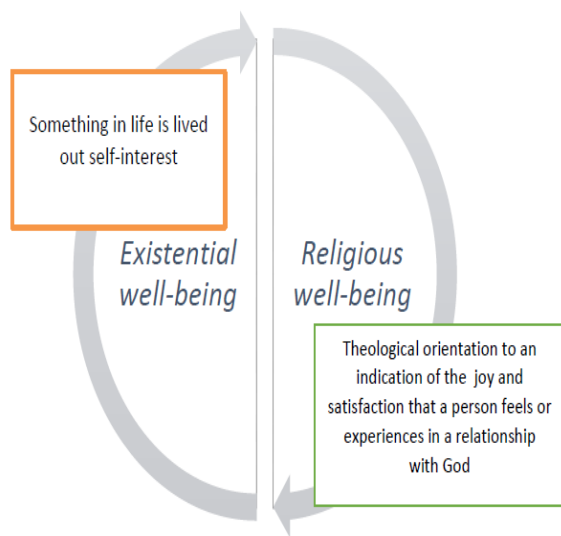 Something in life is lived
out self-interest
Existential
well-being
Religious
well-being
Theological orientation to an
indication of the joy and
satisfaction that a person feels or
experiences in a relationship
with God